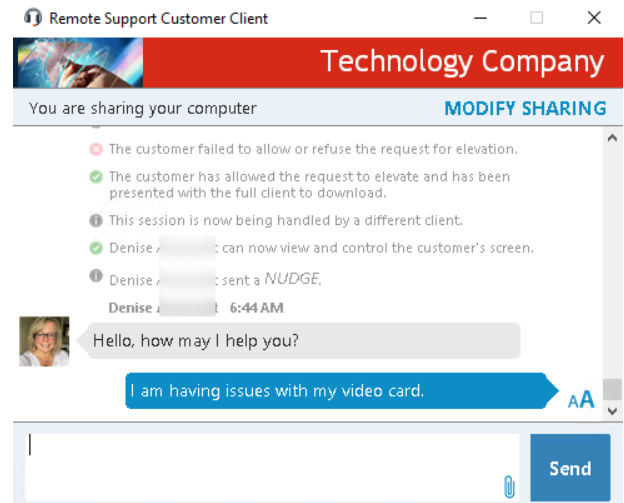 Remote Support Customer Client
Technology Company
You are sharing your computer
MODIFY SHARING
The customer failed to allow or refuse the request for elevation.
The customer has allowed the request to elevate and has been
presented with the full client to download.
This session is now being handled by a different client.
Denise can now view and control the customer's screen.
Denise sent a NUDGE.
Denise 6:44 AM
Hello, how may I help you?
I am having issues with my video card.
AA
Send